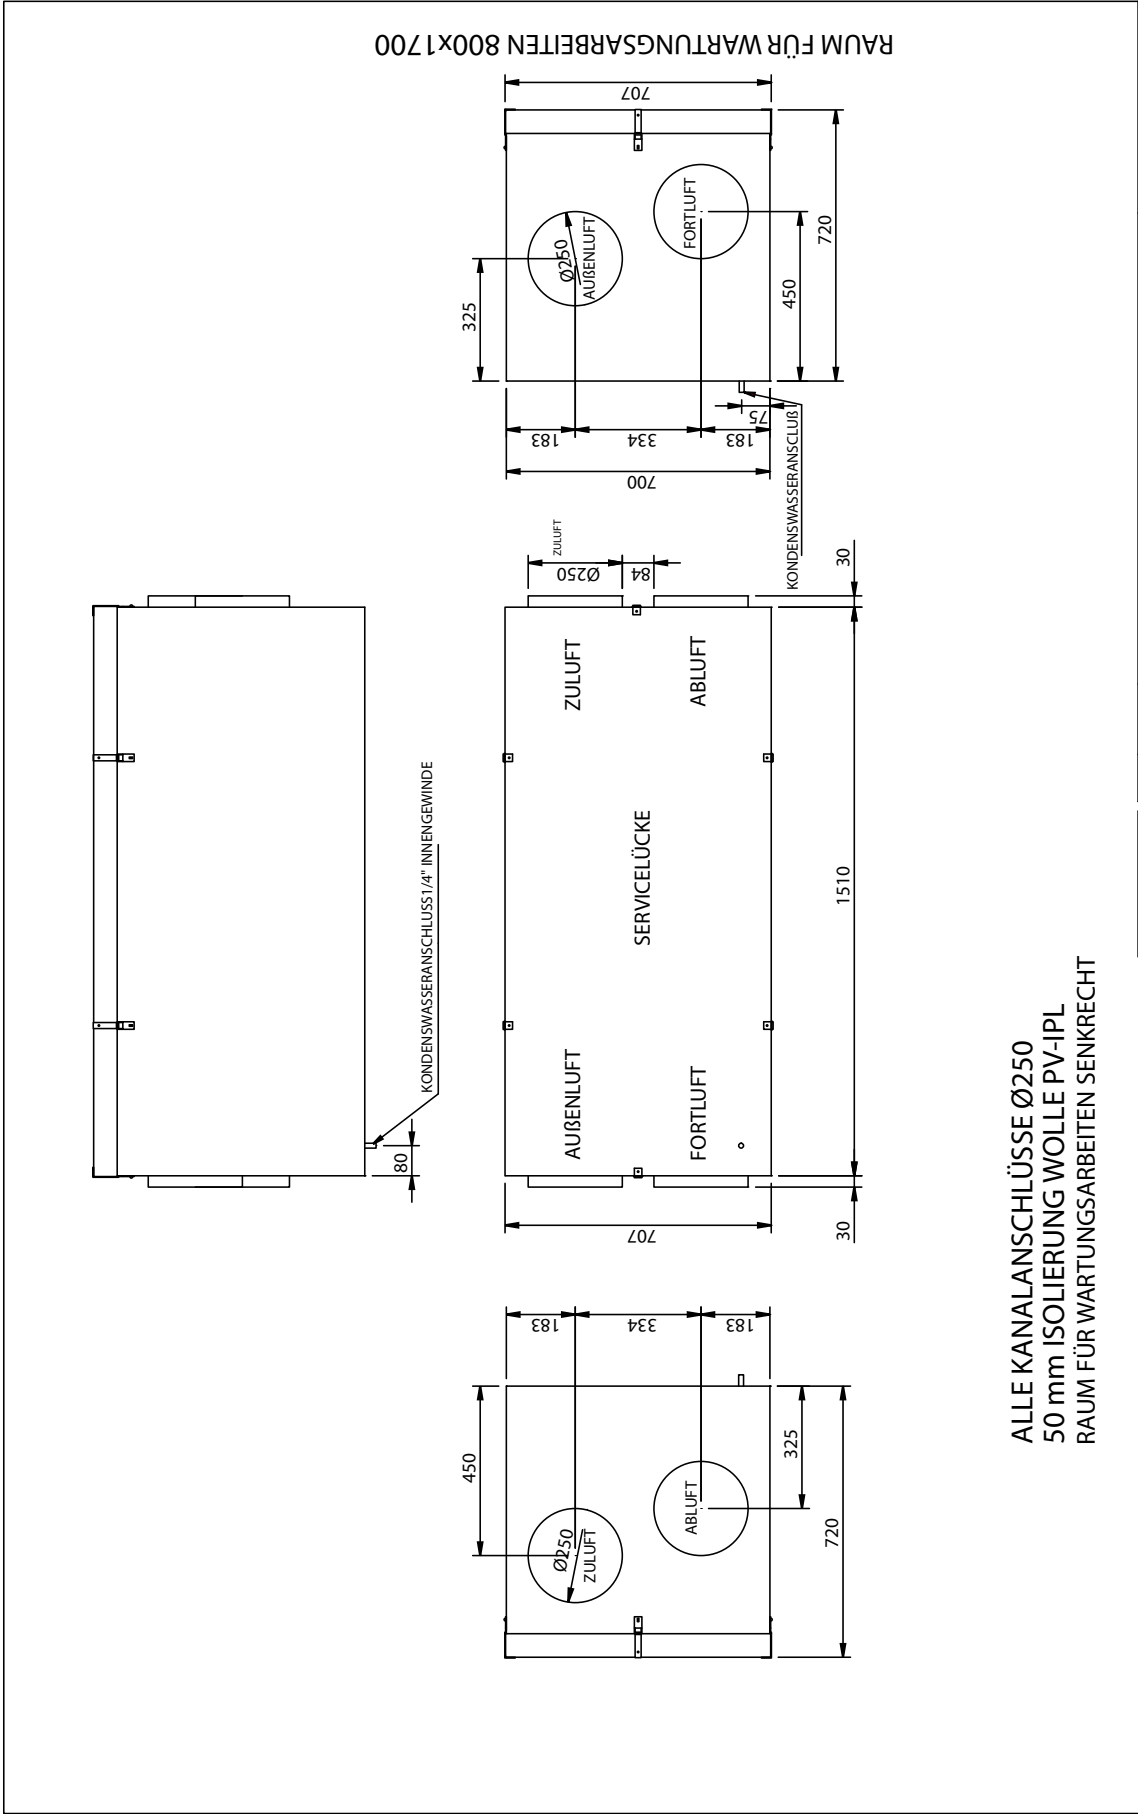 RAUM FÜR WARTUNGSARBEITEN 800x1700
KONDENSWASSERANSCHLUSS1/4" INNENGEWINDE
80
450
Ø250
ZULUFT
ABLUFT
183
334
183
325
720
707
AUßENLUFT
FORTLUFT
SERVICELÜCKE
ZULUFT
ABLUFT
30
1510
30
ZULUFT
Ø250
84
325
Ø250
AUßENLUFT
FORTLUFT
707
183
334
183
75
700
450
720
KONDENSWASSERANSCLUß
ALLE KANALANSCHLÜSSE Ø250
50 mm ISOLIERUNG WOLLE PV-IPL
RAUM FÜR WARTUNGSARBEITEN SENKRECHT